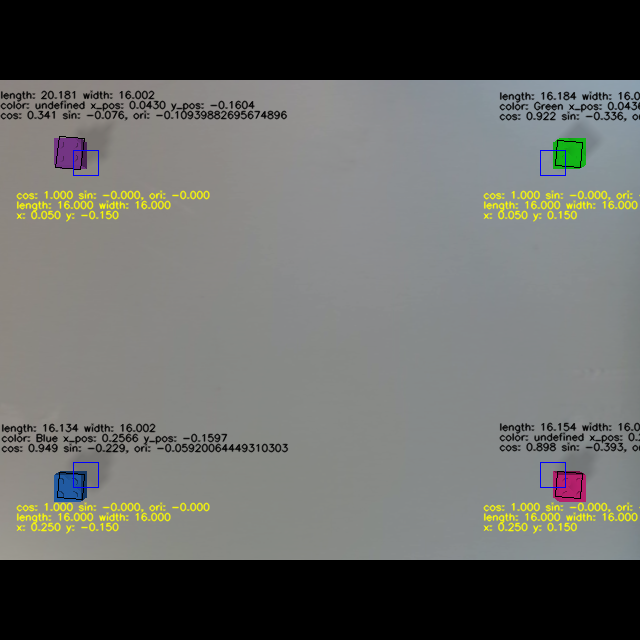 length: 20.181 width: 16.002
color: undefined x_pos: 0.0430 y_pos: -0.1604
cos: 0.341 sin: -0.076, ori: -0.10939882695674896
length: 16.184 width: 16.0
color: Green x_pos: 0.043
cos: 0.922 sin: -0.336, o
cos: 1.000 sin: -0.000, ori: -0.000
length: 16.000 width: 16.000
x: 0.050 y: -0.150
cos: 1.000 sin: -0.000, ori: -0
length: 16.000 width: 16.000
x: 0.050 y: 0.150
length: 16.134 width: 16.002
color: Blue x_pos: 0.2566 y_pos: -0.1597
cos: 0.949 sin: -0.229, ori: -0.05920064449310303
length: 16.154 width: 16.0
color: undefined x_pos: 0.
cos: 0.898 sin: -0.393, o
cos: 1.000 sin: -0.000, ori: -0.000
length: 16.000 width: 16.000
x: 0.250 y: -0.150
cos: 1.000 sin: -0.000, ori: -0
length: 16.000 width: 16.000
x: 0.250 y: 0.150